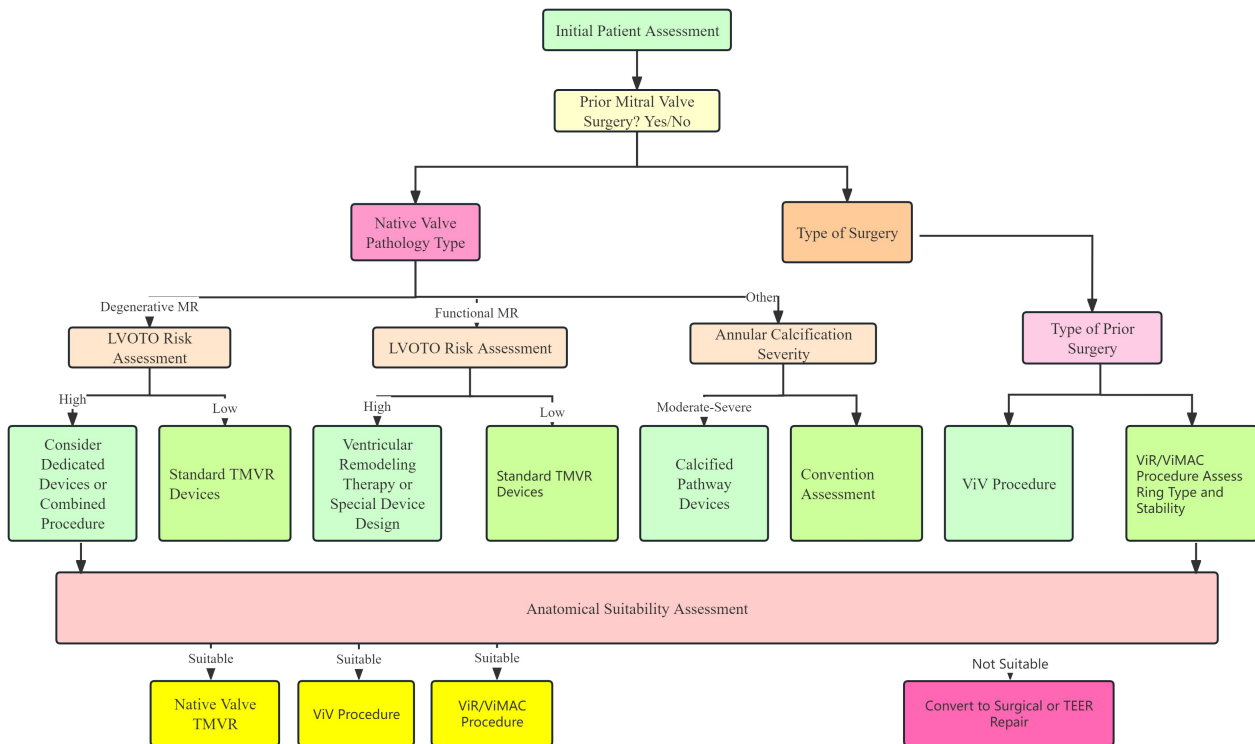 Initial Patient Assessment
Prior Mitral Valve
Surgery? Yes/No
Native Valve
Pathology Type
Type of Surgery
Degenerative MR
Functional MR
Other
LVOTO Risk
Assessment
LVOTO Risk Assessment
Annular Calcification
Severity
Type of Prior
Surgery
High
Low
High
Low
Moderate-Severe
Consider
Dedicated
Devices or
Combined
Procedure
Standard TMVR
Devices
Ventricular
Remodeling
Therapy or
Special Device
Design
Standard TMVR
Devices
Calcified
Pathway
Devices
Convention
Assessment
ViV Procedure
ViR/ViMAC
Procedure Assess
Ring Type and
Stability
Anatomical Suitability Assessment
Suitable
Suitable
Suitable
Not Suitable
Native Valve
TMVR
ViV Procedure
ViR/ViMAC
Procedure
Convert to Surgical or TEER
Repair